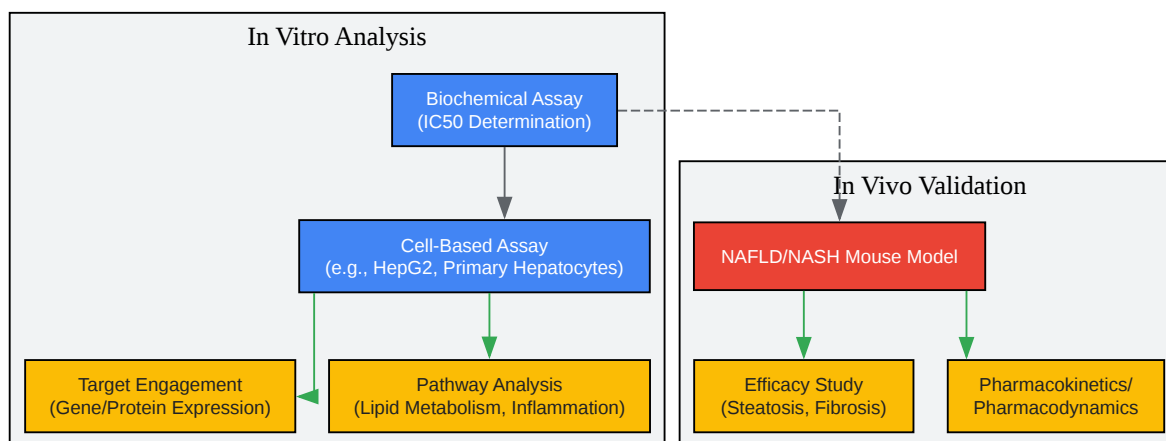 In Vitro Analysis
Biochemical Assay
(IC50 Determination)
In Vivo Validation
Cell-Based Assay
(e.g., HepG2, Primary Hepatocytes)
NAFLD/NASH Mouse Model
Target Engagement
(Gene/Protein Expression)
Pathway Analysis
(Lipid Metabolism, Inflammation)
Efficacy Study
(Steatosis, Fibrosis)
Pharmacokinetics/
Pharmacodynamics